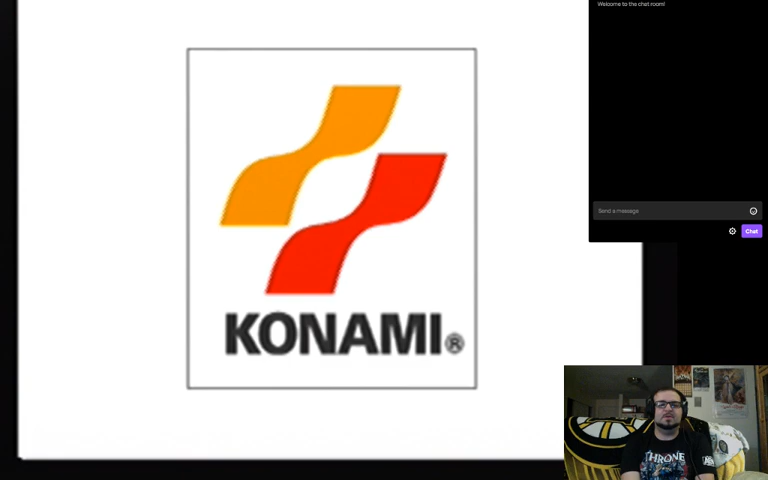 Welcome to the chat room!
Send a message
Chat
KONAMI®
THRONE